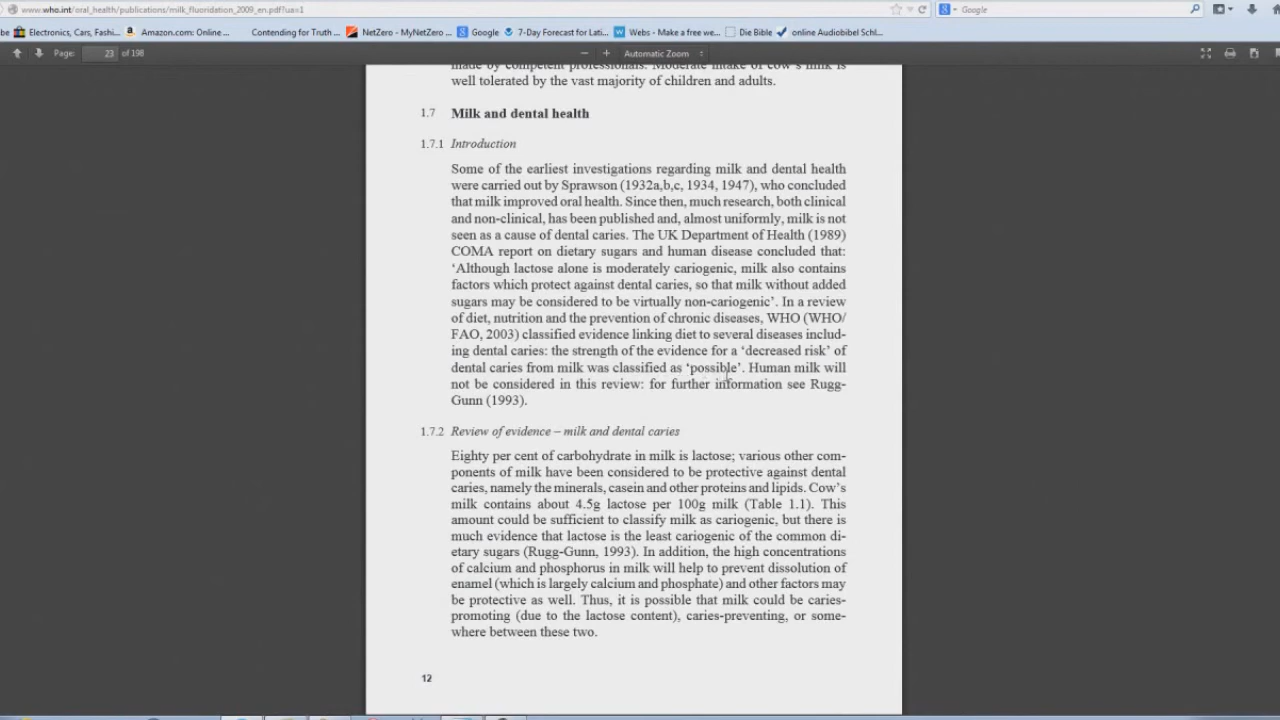 www.who.int/oral_health/publications/milk_fluoridation_2009_en.pdf?ua=1
Google
be Electronics, Cars, Fashi... Amazon.com: Online ... Contending for Truth ... NetZero - MyNetZero ... Google 7-Day Forecast for Lati... Webs - Make a free we... Die Bible online Audiobibel Schl...
Page: 23 of 198
Automatic Zoom
made by competent professionals. Moderate intake of cow's milk is
well tolerated by the vast majority of children and adults.
1.7 Milk and dental health
1.7.1 Introduction
Some of the earliest investigations regarding milk and dental health
were carried out by Sprawson (1932a,b,c, 1934, 1947), who concluded
that milk improved oral health. Since then, much research, both clinical
and non-clinical, has been published and, almost uniformly, milk is not
seen as a cause of dental caries. The UK Department of Health (1989)
COMA report on dietary sugars and human disease concluded that:
‘Although lactose alone is moderately cariogenic, milk also contains
factors which protect against dental caries, so that milk without added
sugars may be considered to be virtually non-cariogenic’. In a review
of diet, nutrition and the prevention of chronic diseases, WHO (WHO/
FAO, 2003) classified evidence linking diet to several diseases includ-
ing dental caries: the strength of the evidence for a ‘decreased risk’ of
dental caries from milk was classified as ‘possible’. Human milk will
not be considered in this review: for further information see Rugg-
Gunn (1993).
1.7.2 Review of evidence – milk and dental caries
Eighty per cent of carbohydrate in milk is lactose; various other com-
ponents of milk have been considered to be protective against dental
caries, namely the minerals, casein and other proteins and lipids. Cow's
milk contains about 4.5g lactose per 100g milk (Table 1.1). This
amount could be sufficient to classify milk as cariogenic, but there is
much evidence that lactose is the least cariogenic of the common di-
etary sugars (Rugg-Gunn, 1993). In addition, the high concentrations
of calcium and phosphorus in milk will help to prevent dissolution of
enamel (which is largely calcium and phosphate) and other factors may
be protective as well. Thus, it is possible that milk could be caries-
promoting (due to the lactose content), caries-preventing, or some-
where between these two.
12